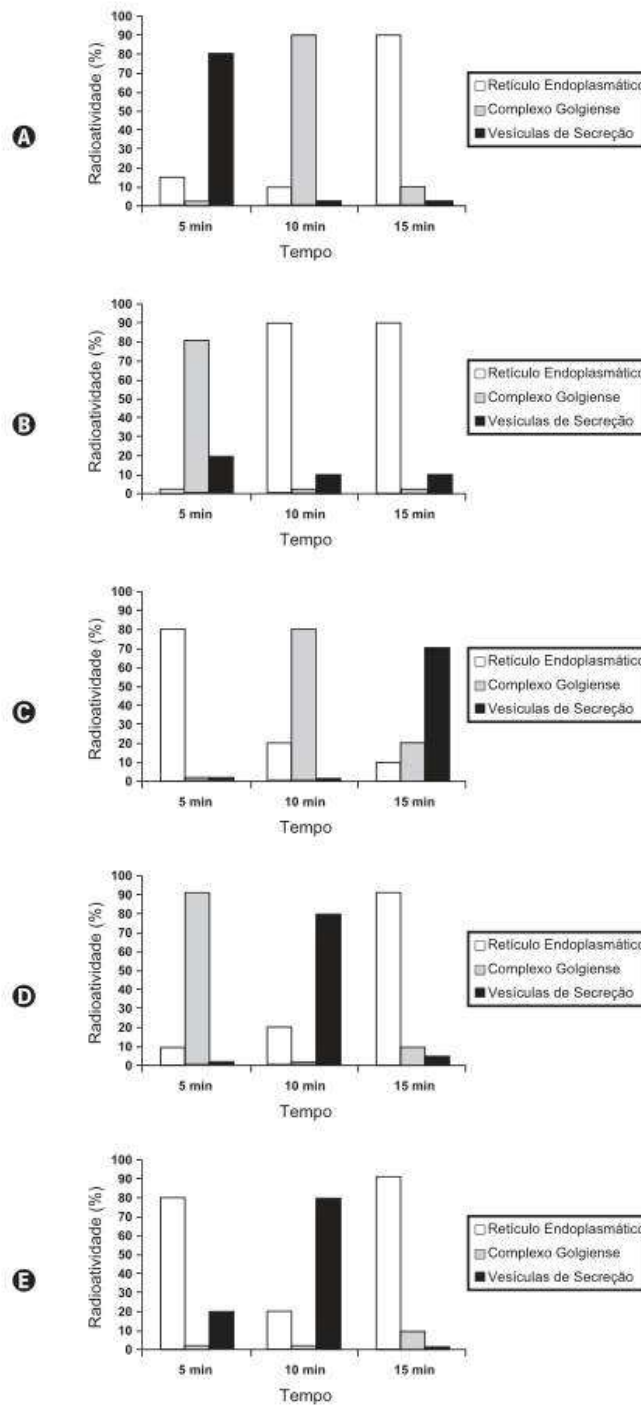 A
Radioatividade (%)
100
90
80
70
60
50
40
30
20
10
0
5 min
10 min
15 min
Tempo
Retículo Endoplasmático
Complexo Golgiense
Vesículas de Secreção
B
Radioatividade (%)
100
90
80
70
60
50
40
30
20
10
0
5 min
10 min
15 min
Tempo
Retículo Endoplasmático
Complexo Golgiense
Vesículas de Secreção
C
Radioatividade (%)
100
90
80
70
60
50
40
30
20
10
0
5 min
10 min
15 min
Tempo
Retículo Endoplasmático
Complexo Golgiense
Vesículas de Secreção
D
Radioatividade (%)
100
90
80
70
60
50
40
30
20
10
0
5 min
10 min
15 min
Tempo
Retículo Endoplasmático
Complexo Golgiense
Vesículas de Secreção
E
Radioatividade (%)
100
90
80
70
60
50
40
30
20
10
0
5 min
10 min
15 min
Tempo
Retículo Endoplasmático
Complexo Golgiense
Vesículas de Secreção